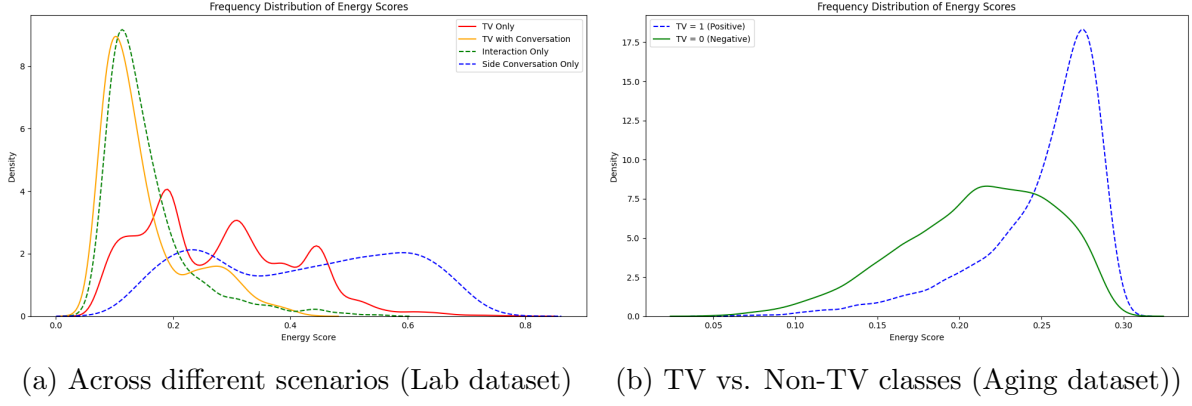 Frequency Distribution of Energy Scores
TV Only
TV with Conversation
Interaction Only
Side Conversation Only
8
6
4
2
0
Density
0.0 0.2 0.4 0.6 0.8
Energy Score
(a) Across different scenarios (Lab dataset)
Frequency Distribution of Energy Scores
TV = 1 (Positive)
TV = 0 (Negative)
17.5
15.0
12.5
10.0
7.5
5.0
2.5
0.0
Density
0.05 0.10 0.15 0.20 0.25 0.30
Energy Score
(b) TV vs. Non-TV classes (Aging dataset))